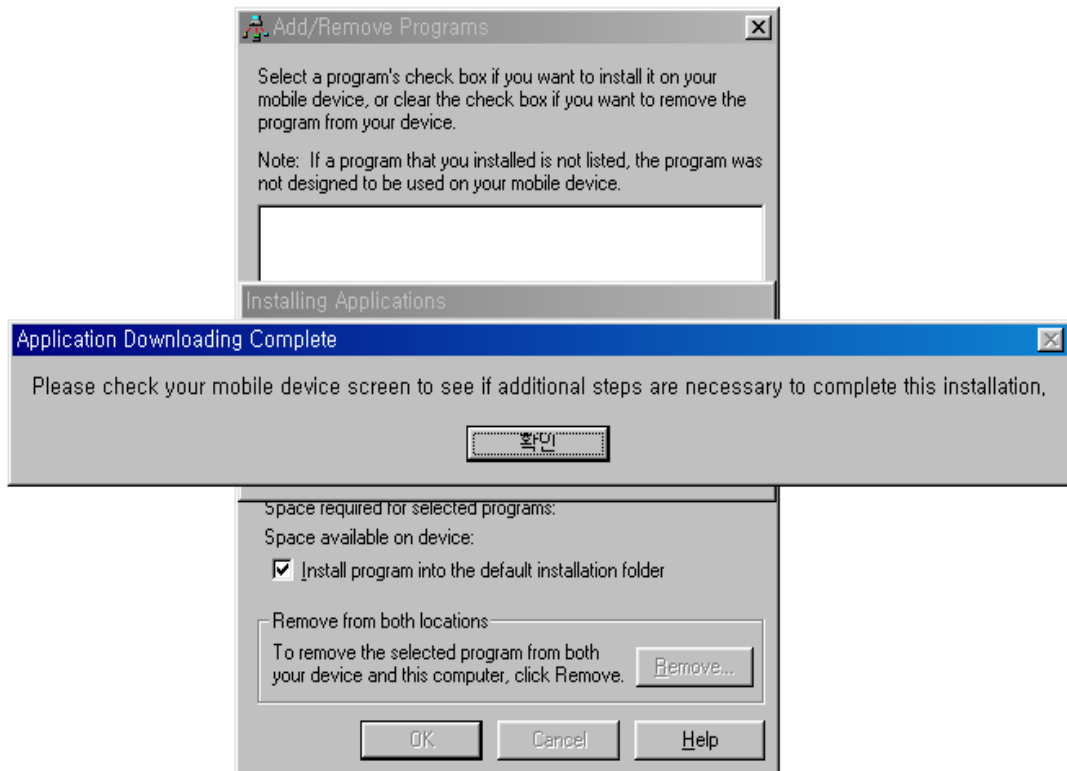 Add/Remove Programs
Select a program's check box if you want to install it on your
mobile device, or clear the check box if you want to remove the
program from your device.
Note: If a program that you installed is not listed, the program was
not designed to be used on your mobile device.
Installing Applications
Application Downloading Complete
Please check your mobile device screen to see if additional steps are necessary to complete this installation,
확인
Space required for selected programs:
Space available on device:
Install program into the default installation folder
Remove from both locations
To remove the selected program from both
your device and this computer, click Remove.
Remove...
OK
Cancel
Help